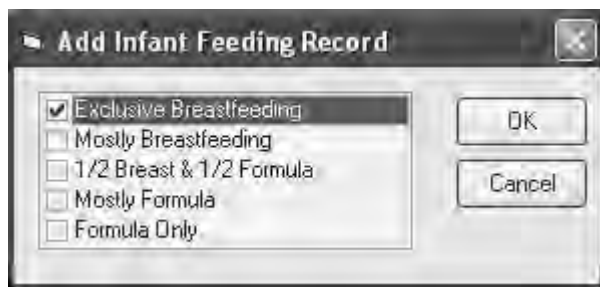 Add Infant Feeding Record
Exclusive Breastfeeding
Mostly Breastfeeding
1/2 Breast & 1/2 Formula
Mostly Formula
Formula Only
OK
Cancel